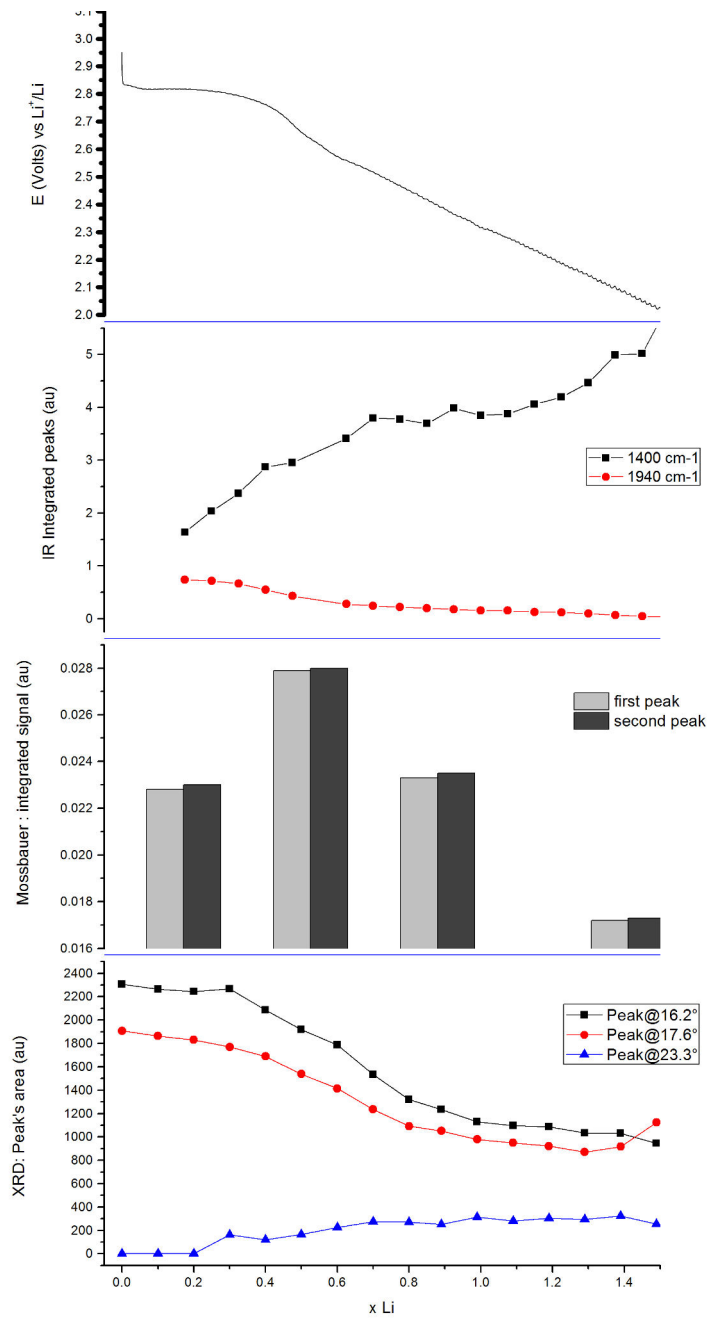 3.1
3.0
2.9
2.8
2.7
2.6
2.5
2.4
2.3
2.2
2.1
2.0
E (Volts) vs Li⁺/Li
5
4
3
2
1
0
IR Integrated peaks (au)
1400 cm-1
1940 cm-1
0.028
0.026
0.024
0.022
0.020
0.018
0.016
Mossbauer : integrated signal (au)
first peak
second peak
2400
2200
2000
1800
1600
1400
1200
1000
800
600
400
200
0
XRD: Peak's area (au)
Peak@16.2°
Peak@17.6°
Peak@23.3°
0.0 0.2 0.4 0.6 0.8 1.0 1.2 1.4
x Li